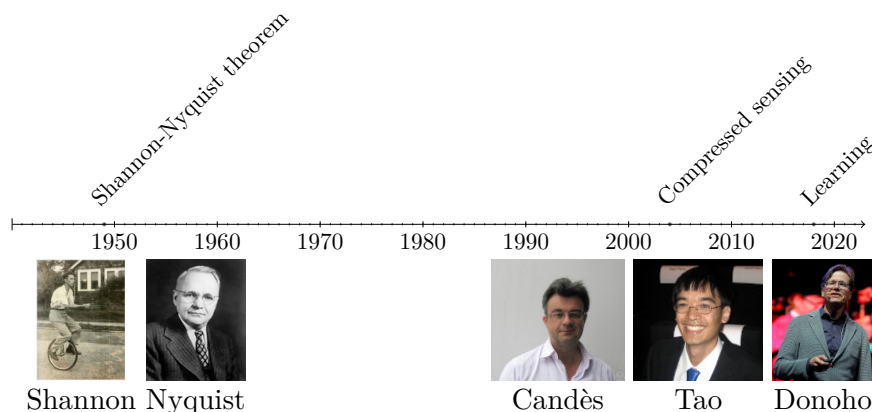 Shannon-Nyquist theorem
Compressed sensing
Learning
1950 1960 1970 1980 1990 2000 2010 2020
Shannon Nyquist Candès Tao Donoho